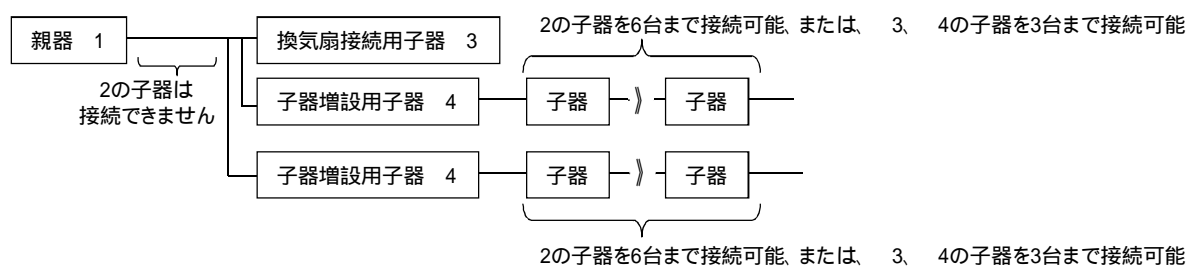 2の子器を6台まで接続可能、または、 3、 4の子器を3台まで接続可能
親器 1
換気扇接続用子器 3
2の子器は
接続できません
子器増設用子器 4
子器
子器
子器増設用子器 4
子器
子器
2の子器を6台まで接続可能、または、 3、 4の子器を3台まで接続可能